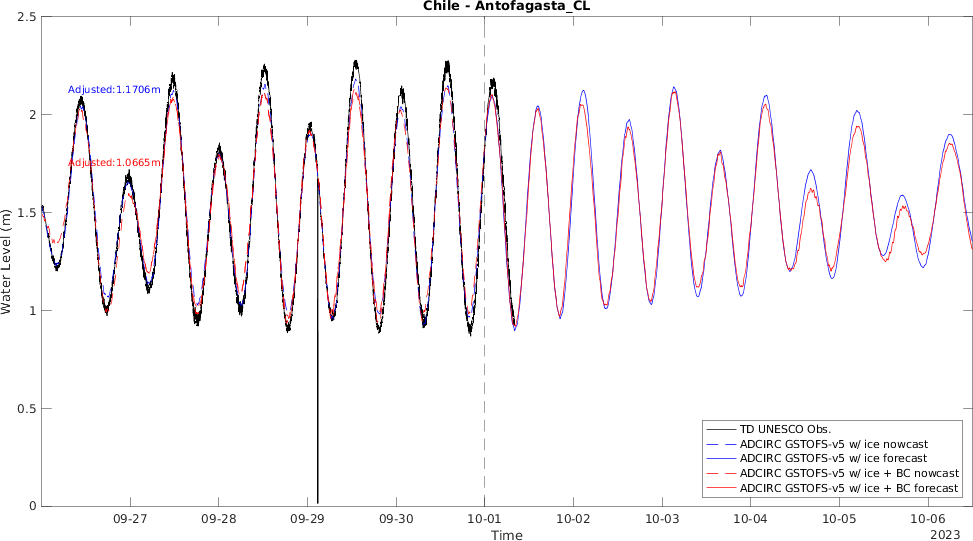 Chile - Antofagasta_CL
2.5
2
1.5
1
0.5
0
Water Level (m)
Adjusted:1.1706m
Adjusted:1.0665m
TD UNESCO Obs.
ADCIRC GSTOFS-v5 w/ ice nowcast
ADCIRC GSTOFS-v5 w/ ice forecast
ADCIRC GSTOFS-v5 w/ ice + BC nowcast
ADCIRC GSTOFS-v5 w/ ice + BC forecast
09-27 09-28 09-29 09-30 10-01 10-02 10-03 10-04 10-05 10-06
Time
2023